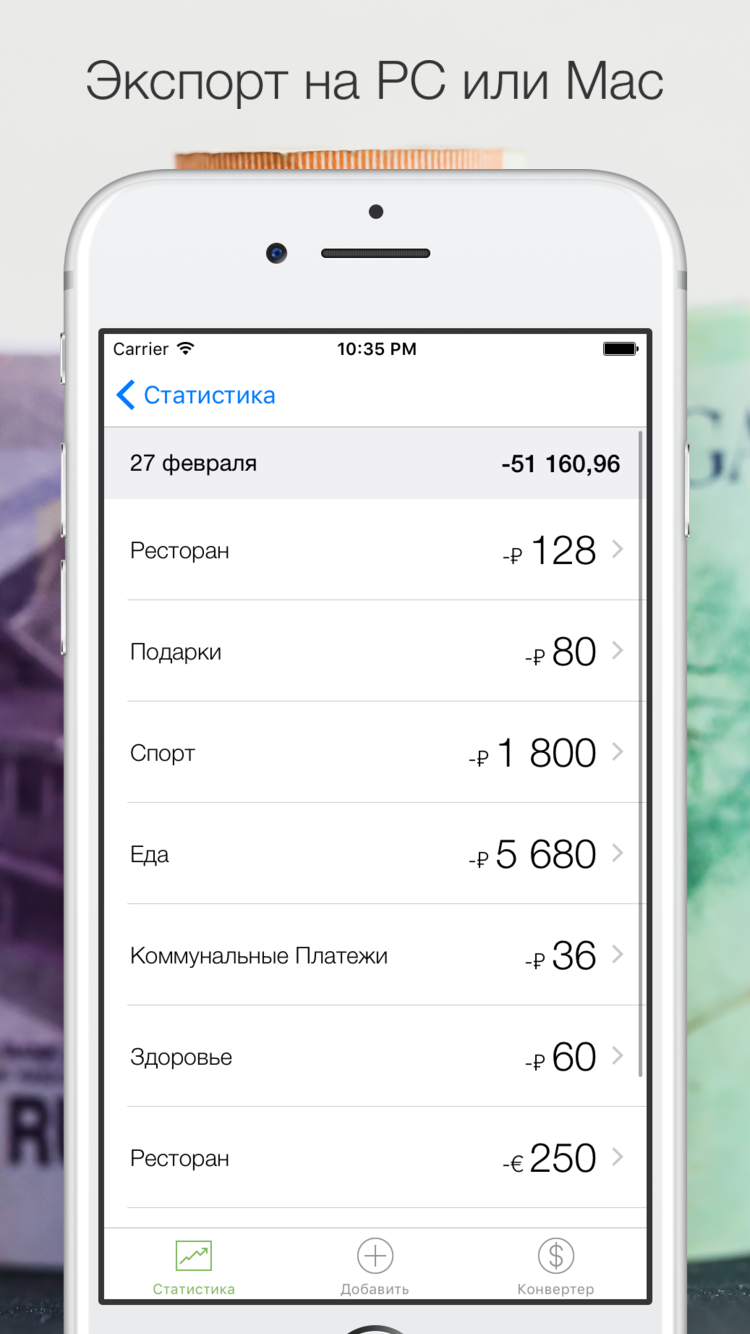 Экспорт на PC или Mac
Carrier 10:35 PM
Статистика
27 февраля -51 160,96
Ресторан -₽ 128
Подарки -₽ 80
Спорт -₽ 1 800
Еда -₽ 5 680
Коммунальные Платежи -₽ 36
Здоровье -₽ 60
Ресторан -€ 250
Статистика Добавить Конвертер